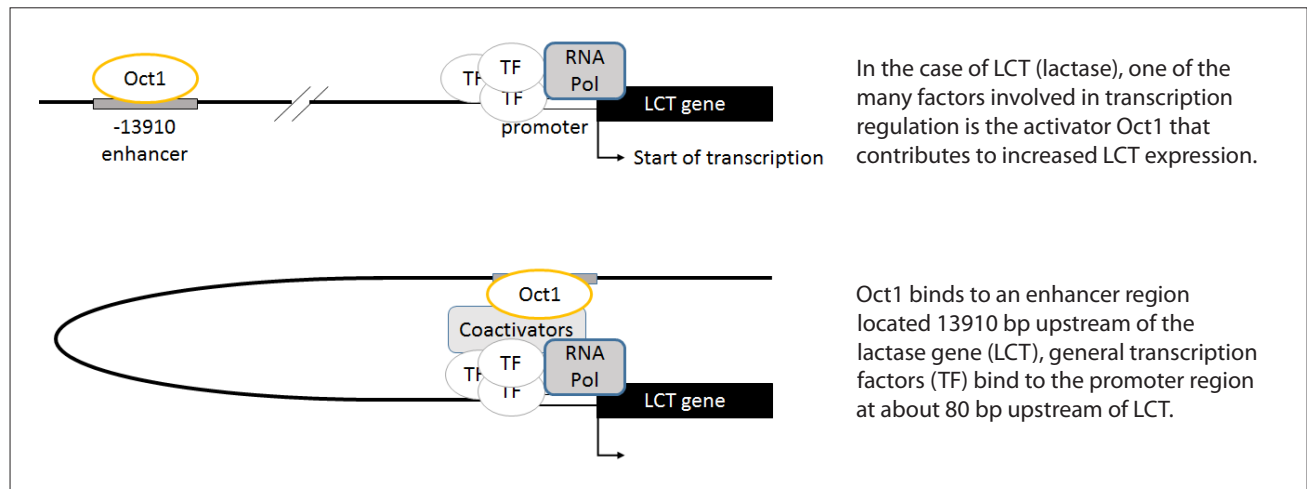 Oct1
-13910
enhancer
TF
TF
TF
RNA
Pol
promoter
LCT gene
Start of transcription
In the case of LCT (lactase), one of the
many factors involved in transcription
regulation is the activator Oct1 that
contributes to increased LCT expression.
Oct1
Coactivators
TF
TF
TF
RNA
Pol
LCT gene
Oct1 binds to an enhancer region
located 13910 bp upstream of the
lactase gene (LCT), general transcription
factors (TF) bind to the promoter region
at about 80 bp upstream of LCT.